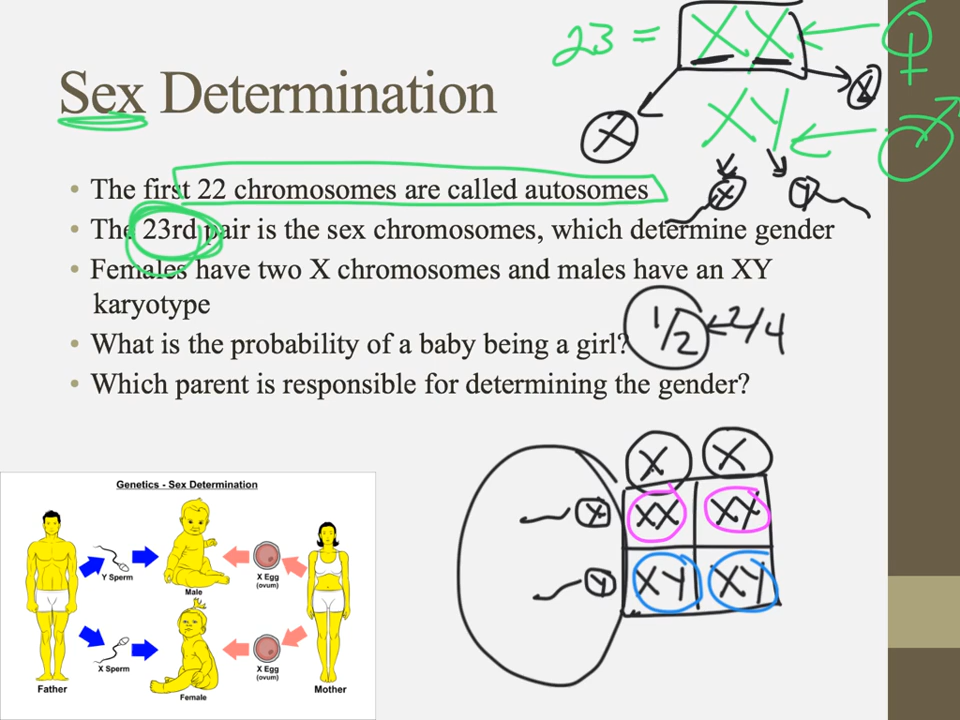 23 = XX
Sex Determination
X
X
XY
X
Y
• The first 22 chromosomes are called autosomes
• The 23rd pair is the sex chromosomes, which determine gender
• Females have two X chromosomes and males have an XY
karyotype
• What is the probability of a baby being a girl? 1/2 ← 2/4
• Which parent is responsible for determining the gender?
X X
X XX XX
Y XY XY
Genetics - Sex Determination
Y Sperm
Male
X Egg
(ovum)
X Sperm
Female
X Egg
(ovum)
Father
Mother